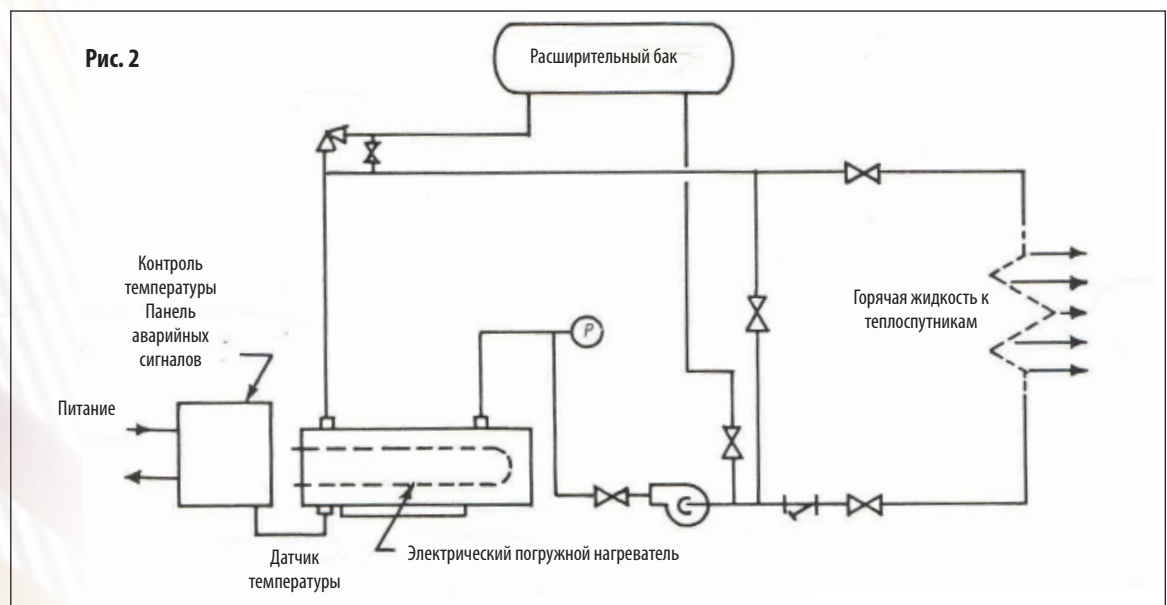 Рис. 2
Расширительный бак
Контроль
температуры
Панель
аварийных
сигналов
Горячая жидкость к
теплоспутникам
P
Питание
Электрический погружной нагреватель
Датчик
температуры